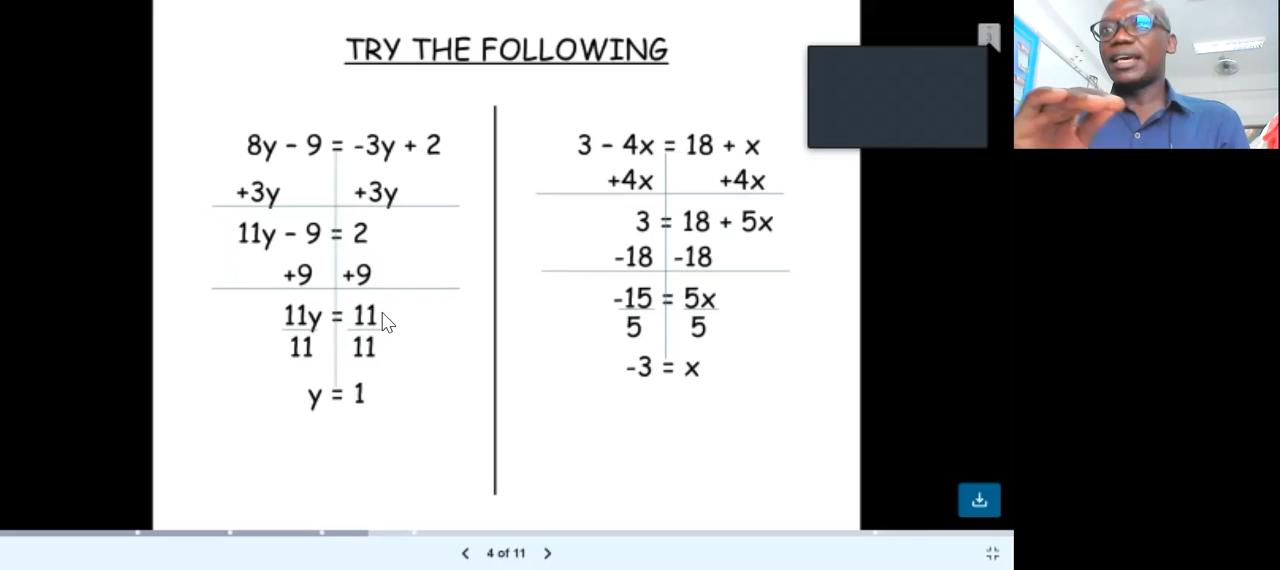 TRY THE FOLLOWING
8y – 9 = -3y + 2
+3y +3y
11y – 9 = 2
+9 +9
11y = 11
11 11
y = 1
3 – 4x = 18 + x
+4x +4x
3 = 18 + 5x
-18 -18
-15 = 5x
5 5
-3 = x
3
4 of 11